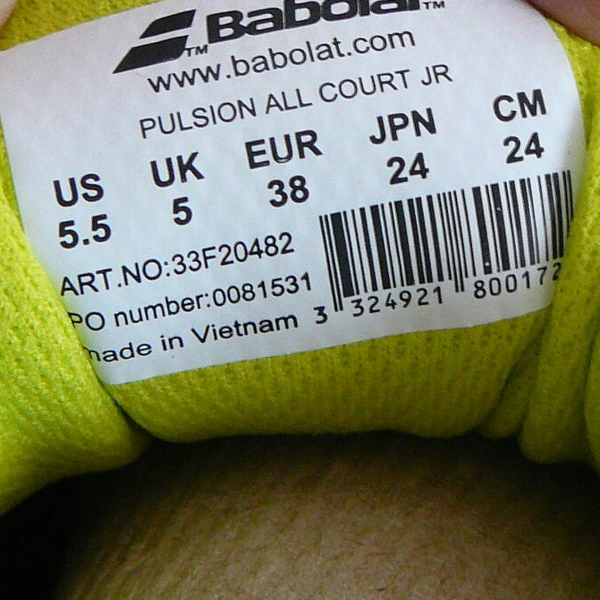 Babolat™
www.babolat.com
PULSION ALL COURT JR
US UK EUR JPN CM
5.5 5 38 24 24
ART.NO:33F20482
PO number:0081531
made in Vietnam
3 324921 800172